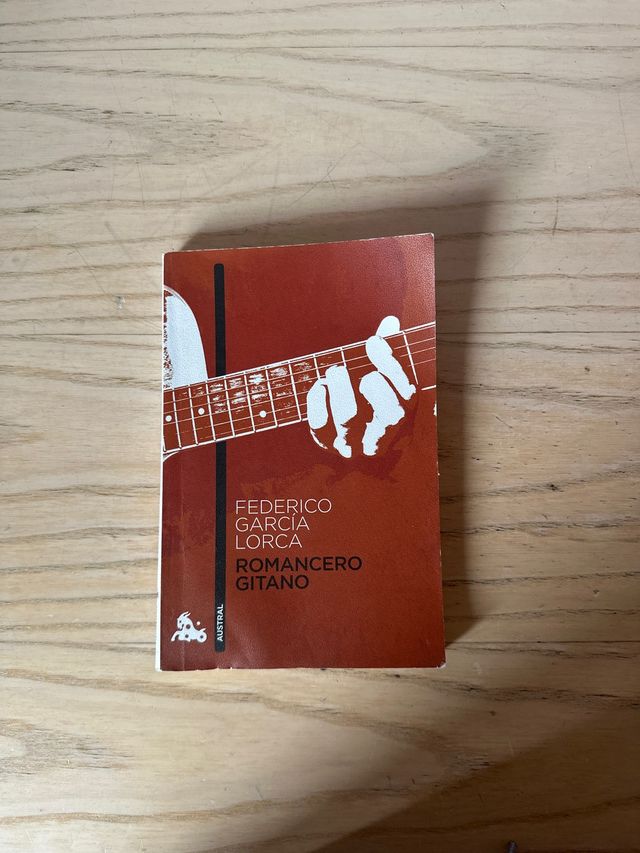 FEDERICO
GARCÍA
LORCA
ROMANCERO
GITANO
AUSTRAL